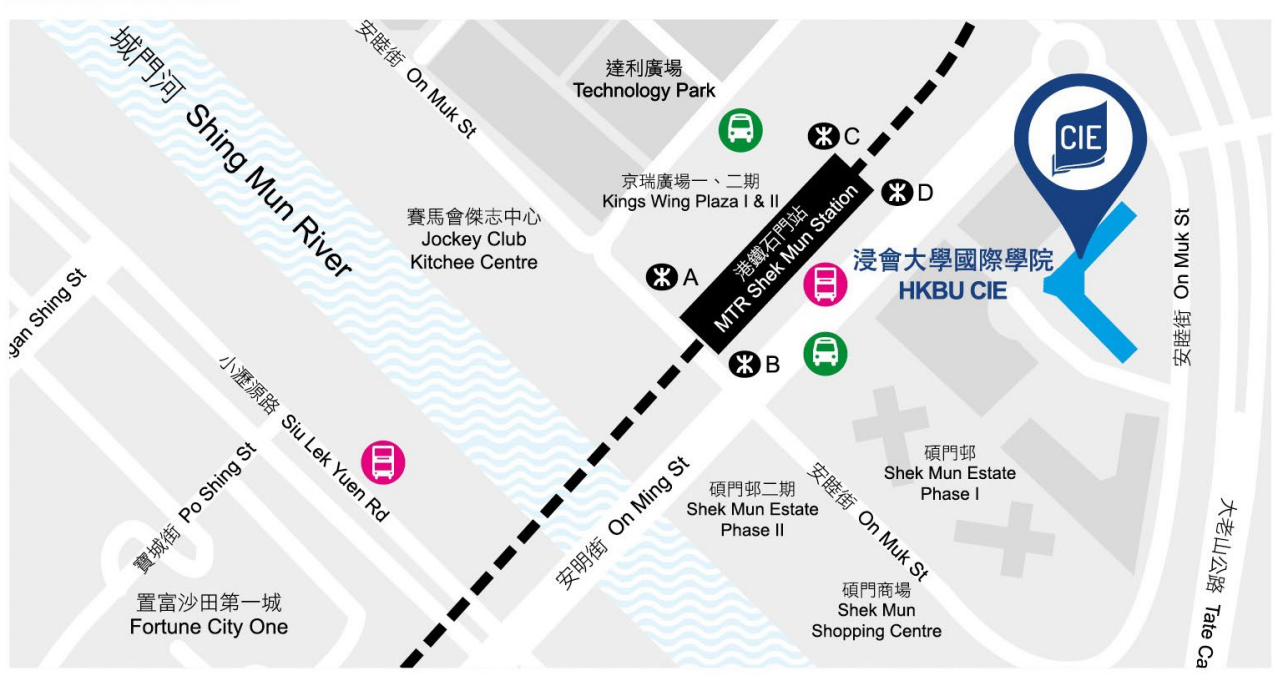 城門河 Shing Mun River
安睦街 On Muk St
達利廣場
Technology Park
C
D
CIE
京瑞廣場一、二期
Kings Wing Plaza I & II
賽馬會傑志中心
Jockey Club
Kitchee Centre
A
港鐵石門站
MTR Shek Mun Station
B
浸會大學國際學院
HKBU CIE
安睦街 On Muk St
gan Shing St
小瀝源路 Siu Lek Yuen Rd
寶城街 Po Shing St
置富沙田第一城
Fortune City One
安明街 On Ming St
碩門邨二期
Shek Mun Estate
Phase II
安睦街 On Muk St
碩門邨
Shek Mun Estate
Phase I
碩門商場
Shek Mun
Shopping Centre
大老山公路 Tate Ca